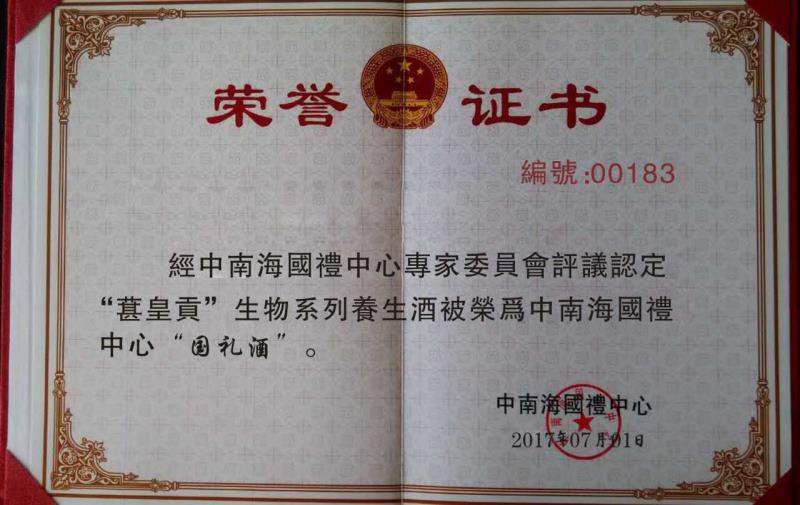 荣誉证书
編號:00183
經中南海國禮中心專家委員會評議認定
“葚皇貢”生物系列養生酒被榮爲中南海國禮
中心“国礼酒”。
中南海國禮中心
2017年07月01日